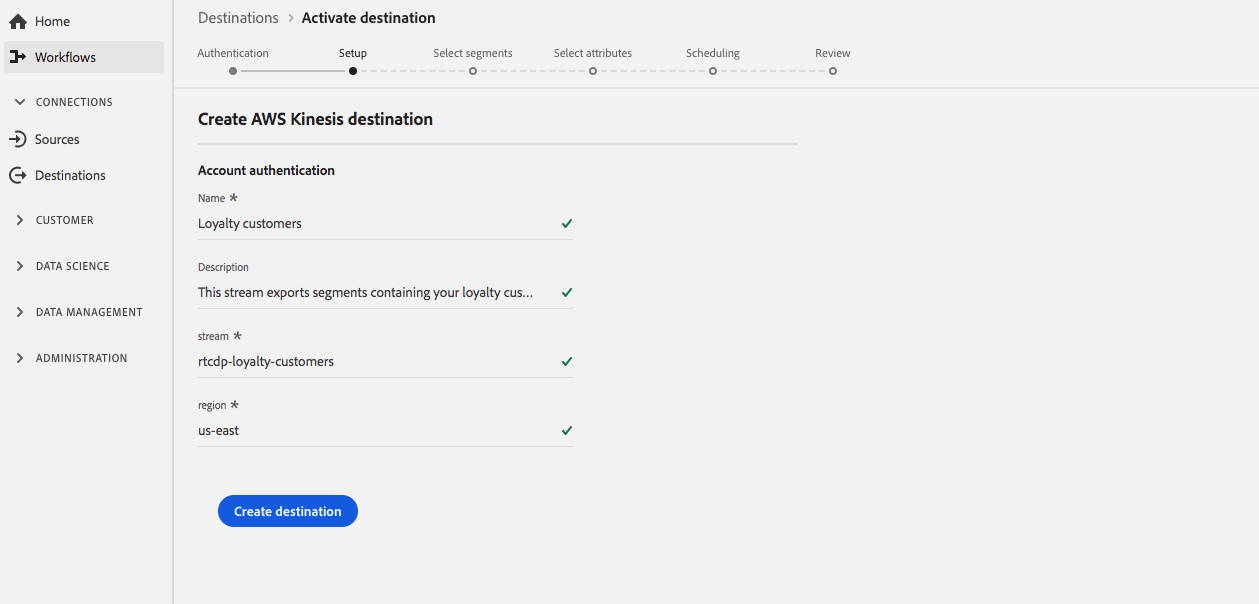 Home
Workflows
CONNECTIONS
Sources
Destinations
CUSTOMER
DATA SCIENCE
DATA MANAGEMENT
ADMINISTRATION
Destinations > Activate destination
Authentication Setup Select segments Select attributes Scheduling Review
Create AWS Kinesis destination
Account authentication
Name *
Loyalty customers
Description
This stream exports segments containing your loyalty cus...
stream *
rtcdp-loyalty-customers
region *
us-east
Create destination